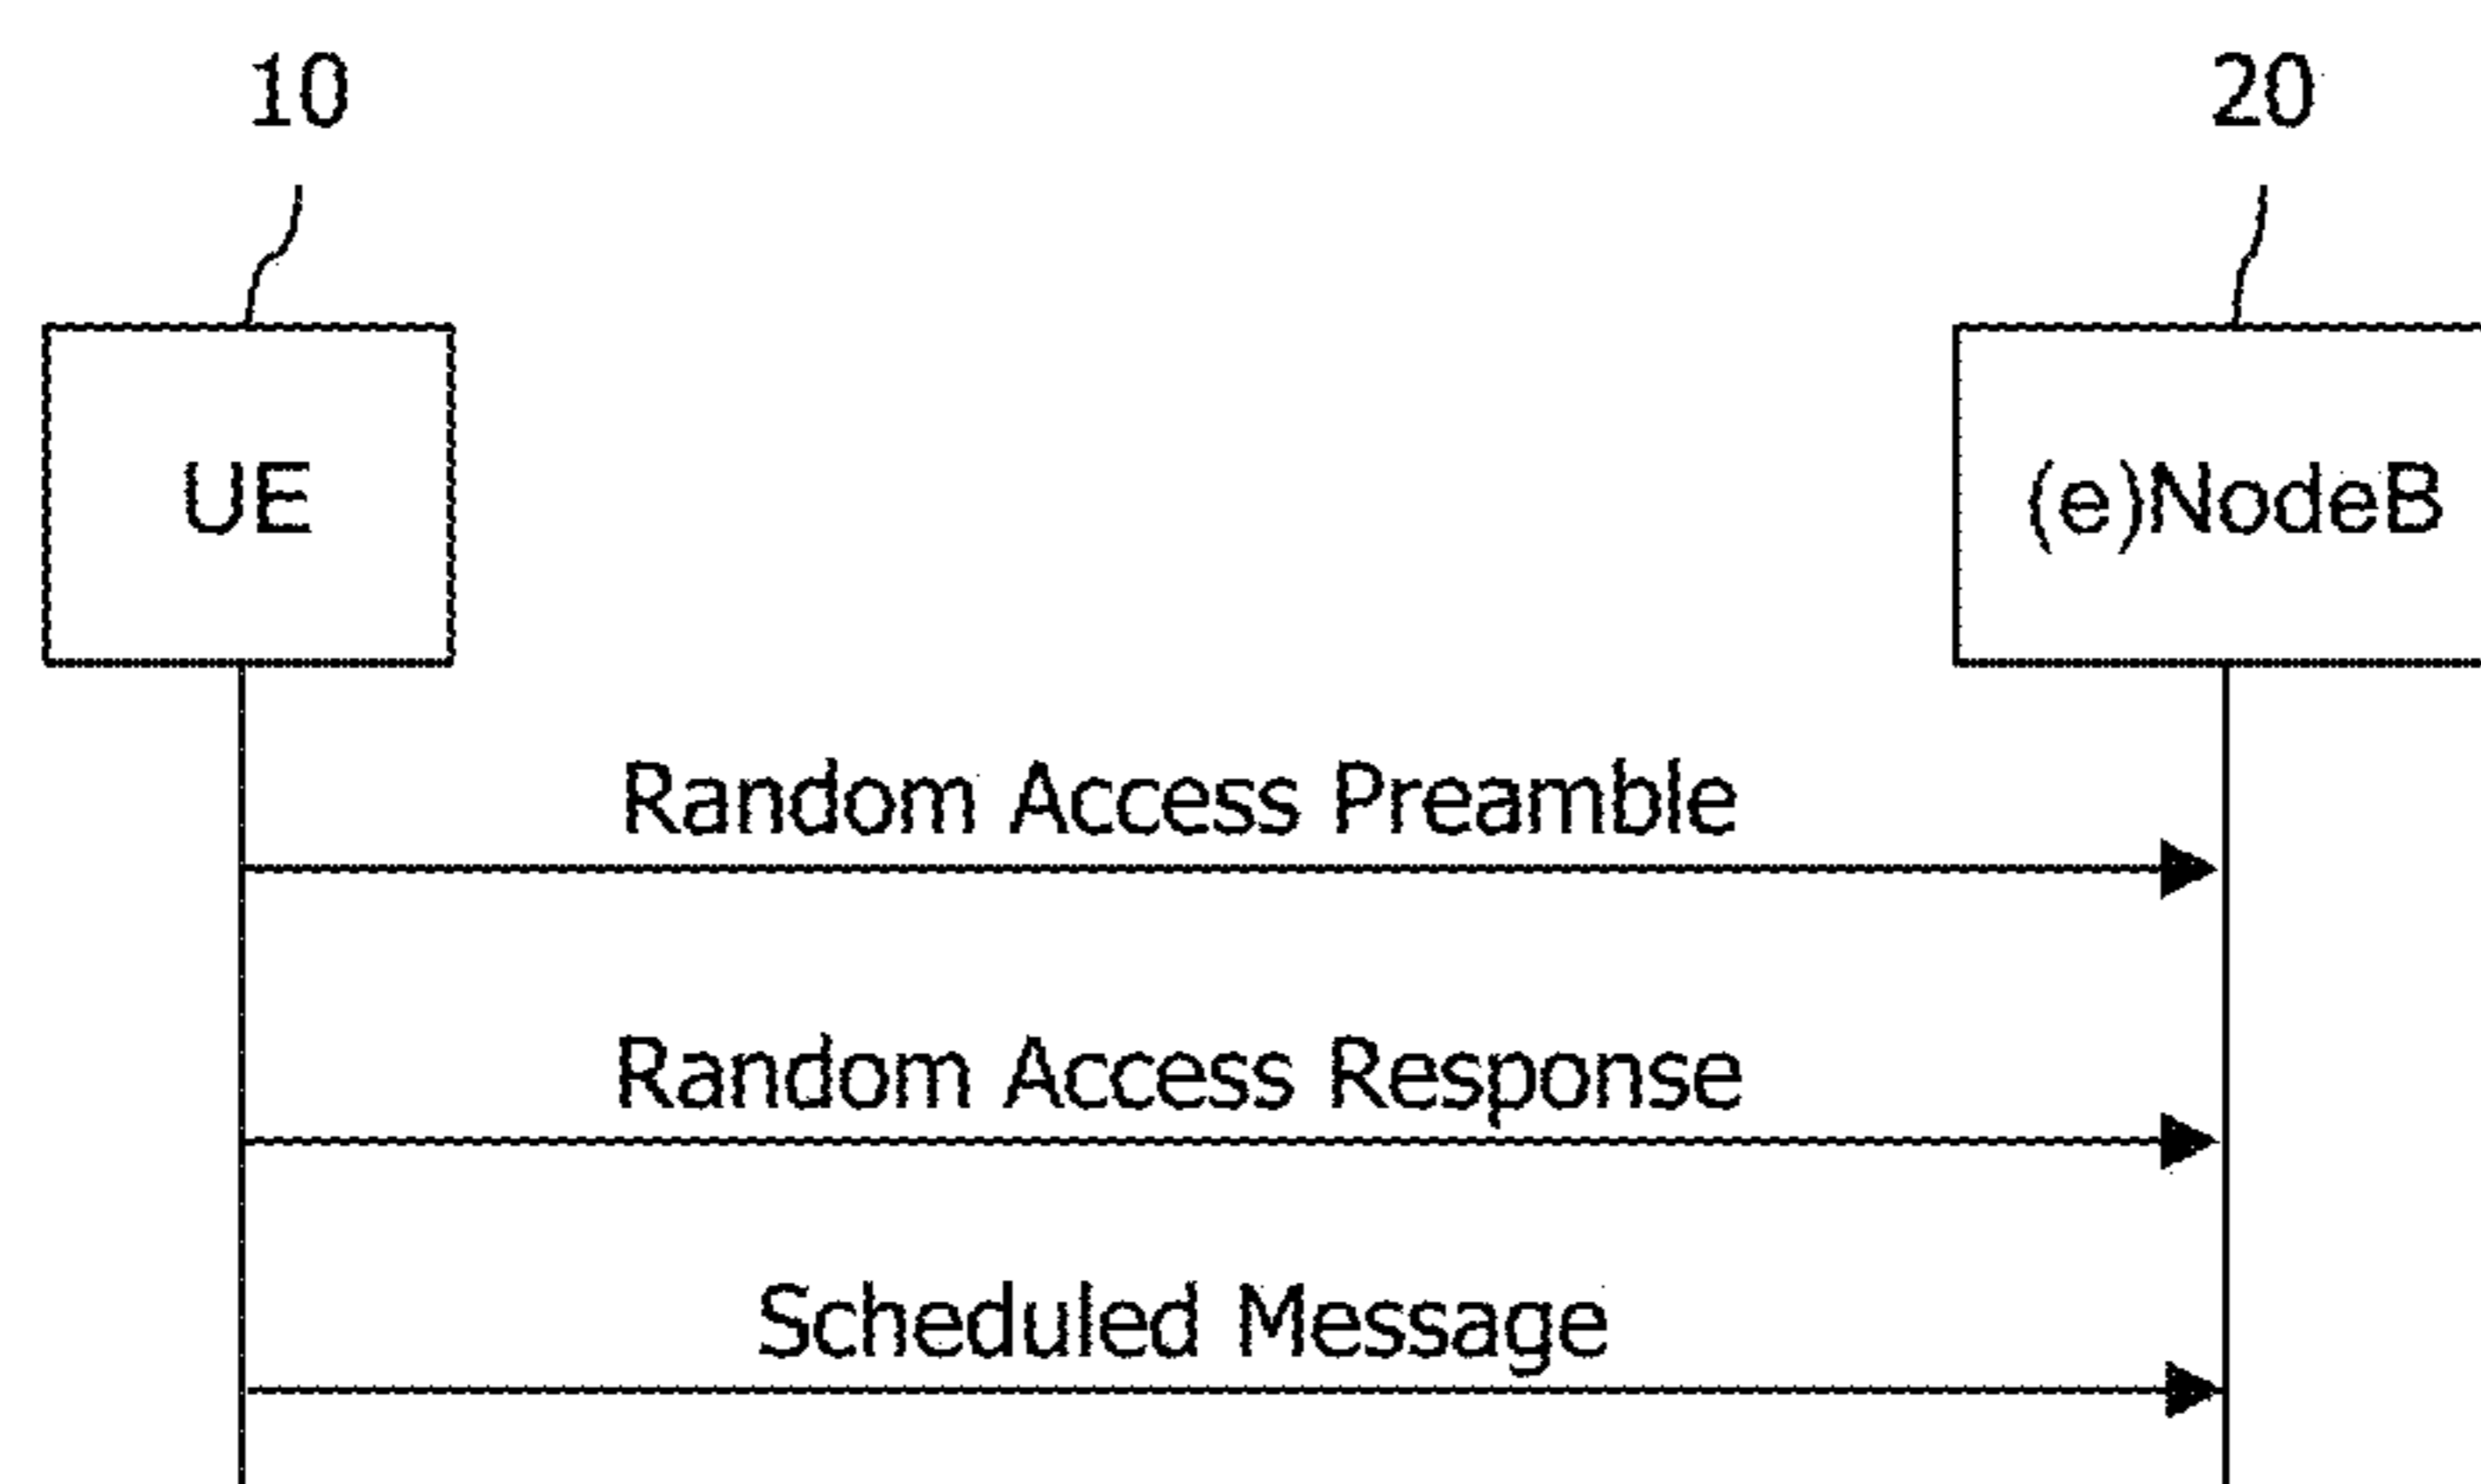 10 20
UE (e)NodeB
Random Access Preamble
Random Access Response
Scheduled Message